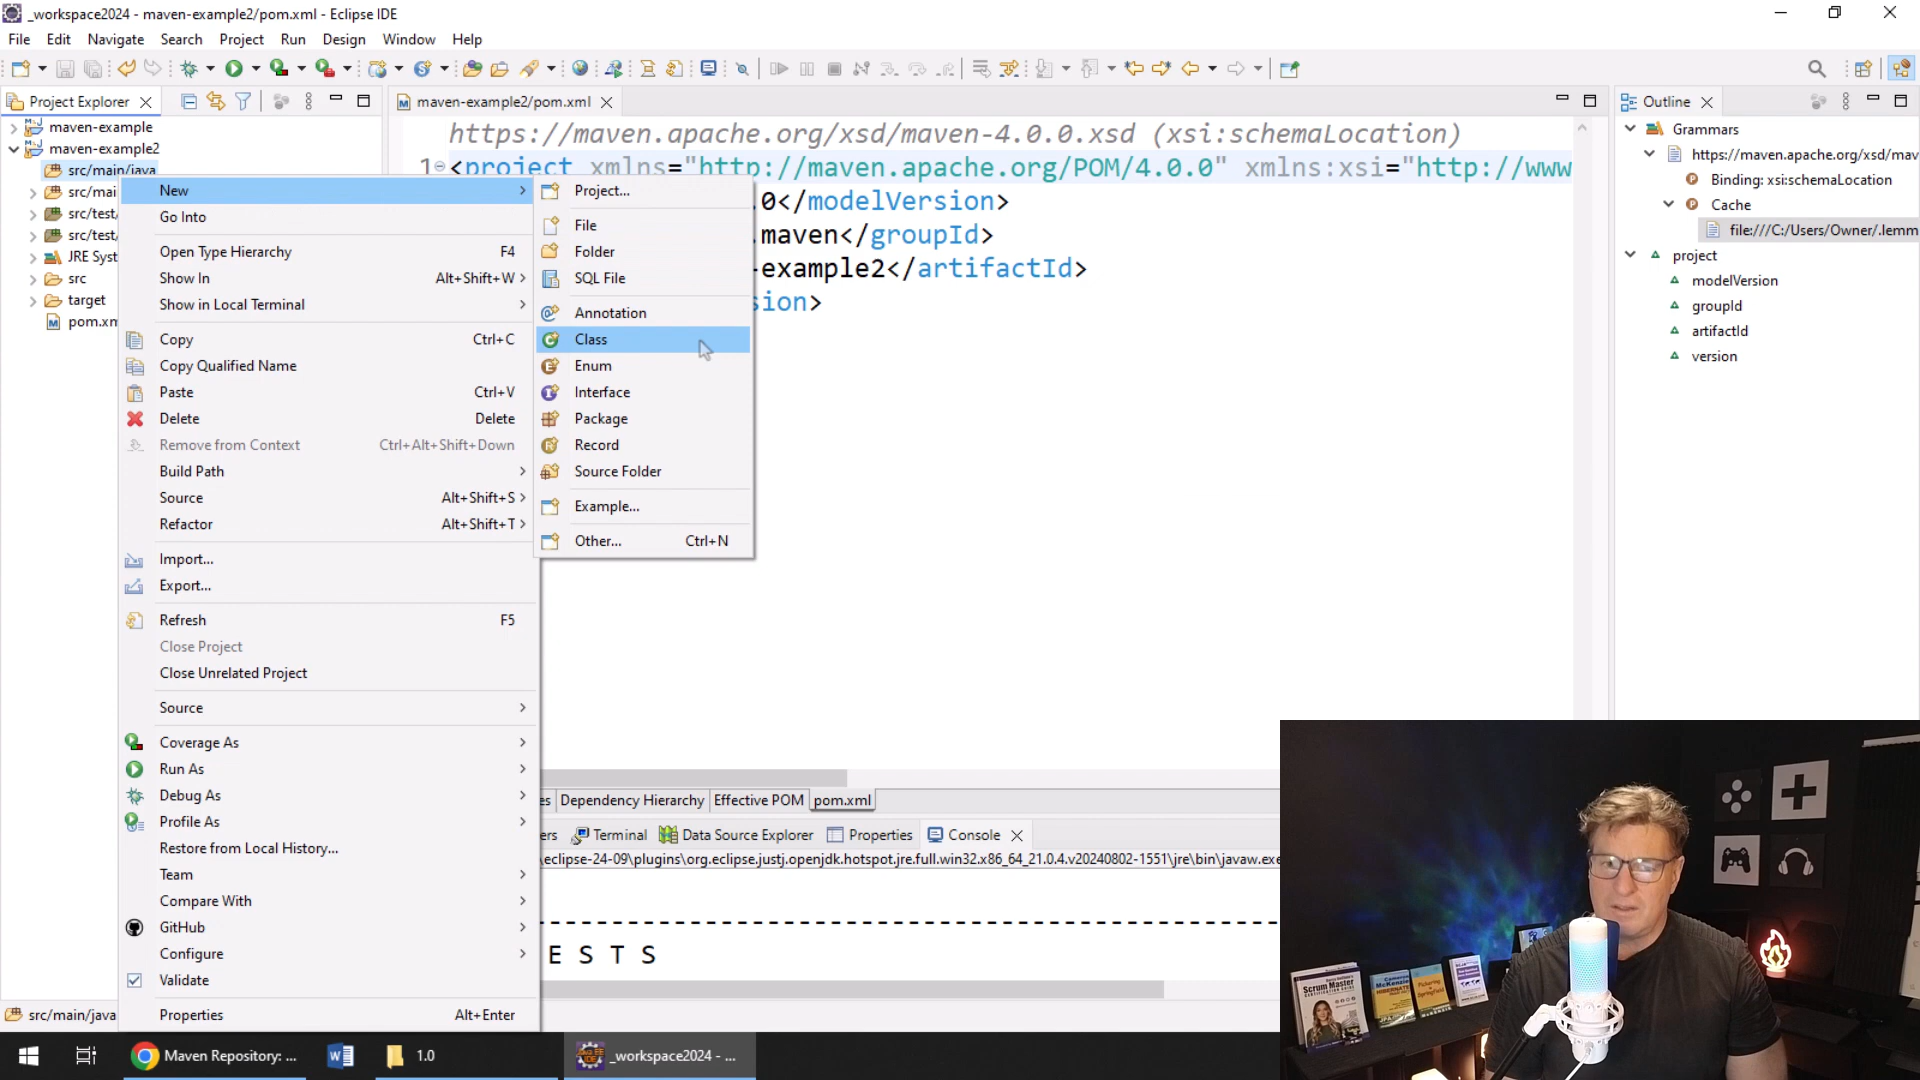 _workspace2024 - maven-example2/pom.xml - Eclipse IDE
File Edit Navigate Search Project Run Design Window Help
Project Explorer
maven-example2/pom.xml
Outline
maven-example
maven-example2
src/main/java
src/mai
src/test/
src/test/
JRE Syst
src
target
pom.xm
https://maven.apache.org/xsd/maven-4.0.0.xsd (xsi:schemaLocation)
1 <project xmlns="http://maven.apache.org/POM/4.0.0" xmlns:xsi="http://www
0</modelVersion>
.maven</groupId>
-example2</artifactId>
sion>
New
Go Into
Open Type Hierarchy F4
Show In Alt+Shift+W
Show in Local Terminal
Copy Ctrl+C
Copy Qualified Name
Paste Ctrl+V
Delete Delete
Remove from Context Ctrl+Alt+Shift+Down
Build Path
Source Alt+Shift+S
Refactor Alt+Shift+T
Import...
Export...
Refresh F5
Close Project
Close Unrelated Project
Source
Coverage As
Run As
Debug As
Profile As
Restore from Local History...
Team
Compare With
GitHub
Configure
Validate
Properties Alt+Enter
Project...
File
Folder
SQL File
Annotation
Class
Enum
Interface
Package
Record
Source Folder
Example...
Other... Ctrl+N
Grammars
https://maven.apache.org/xsd/mav
Binding: xsi:schemaLocation
Cache
file:///C:/Users/Owner/.lemm
project
modelVersion
groupId
artifactId
version
es Dependency Hierarchy Effective POM pom.xml
ers Terminal Data Source Explorer Properties Console
\eclipse-24-09\plugins\org.eclipse.justj.openjdk.hotspot.jre.full.win32.x86_64_21.0.4.v20240802-1551\jre\bin\javaw.exe
E S T S
src/main/java
Scrum Master
HIBERNATE
Maven Repository: ...
1.0
_workspace2024 - ...